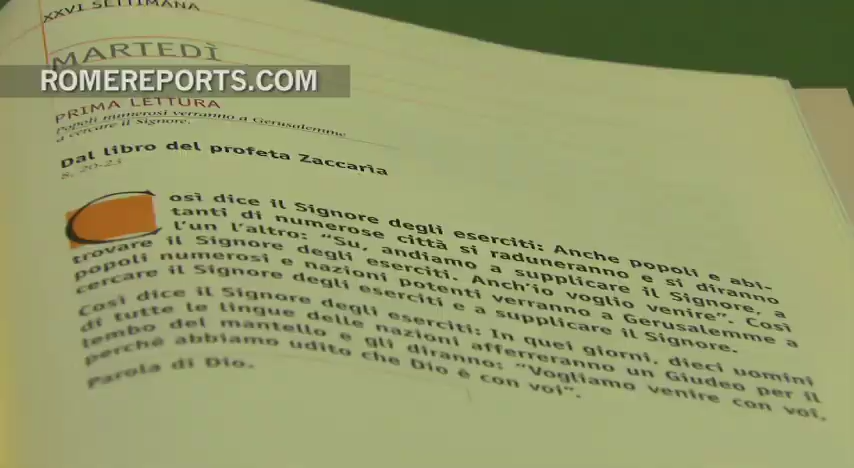 XXVI SETTIMANA
MARTEDÌ
ROMEREPORTS.COM
PRIMA LETTURA
Popoli numerosi verranno a Gerusalemme
a cercare il Signore.
Dal libro del profeta Zaccaria
8, 20-23
Così dice il Signore degli eserciti: Anche popoli e abi-
tanti di numerose città si raduneranno e si diranno
l'un l'altro: "Su, andiamo a supplicare il Signore, a
trovare il Signore degli eserciti. Anch'io voglio venire". Così
popoli numerosi e nazioni potenti verranno a Gerusalemme a
cercare il Signore degli eserciti e a supplicare il Signore.
Così dice il Signore degli eserciti: In quei giorni, dieci uomini
di tutte le lingue delle nazioni afferreranno un Giudeo per il
lembo del mantello e gli diranno: "Vogliamo venire con voi,
perché abbiamo udito che Dio è con voi".
Parola di Dio.